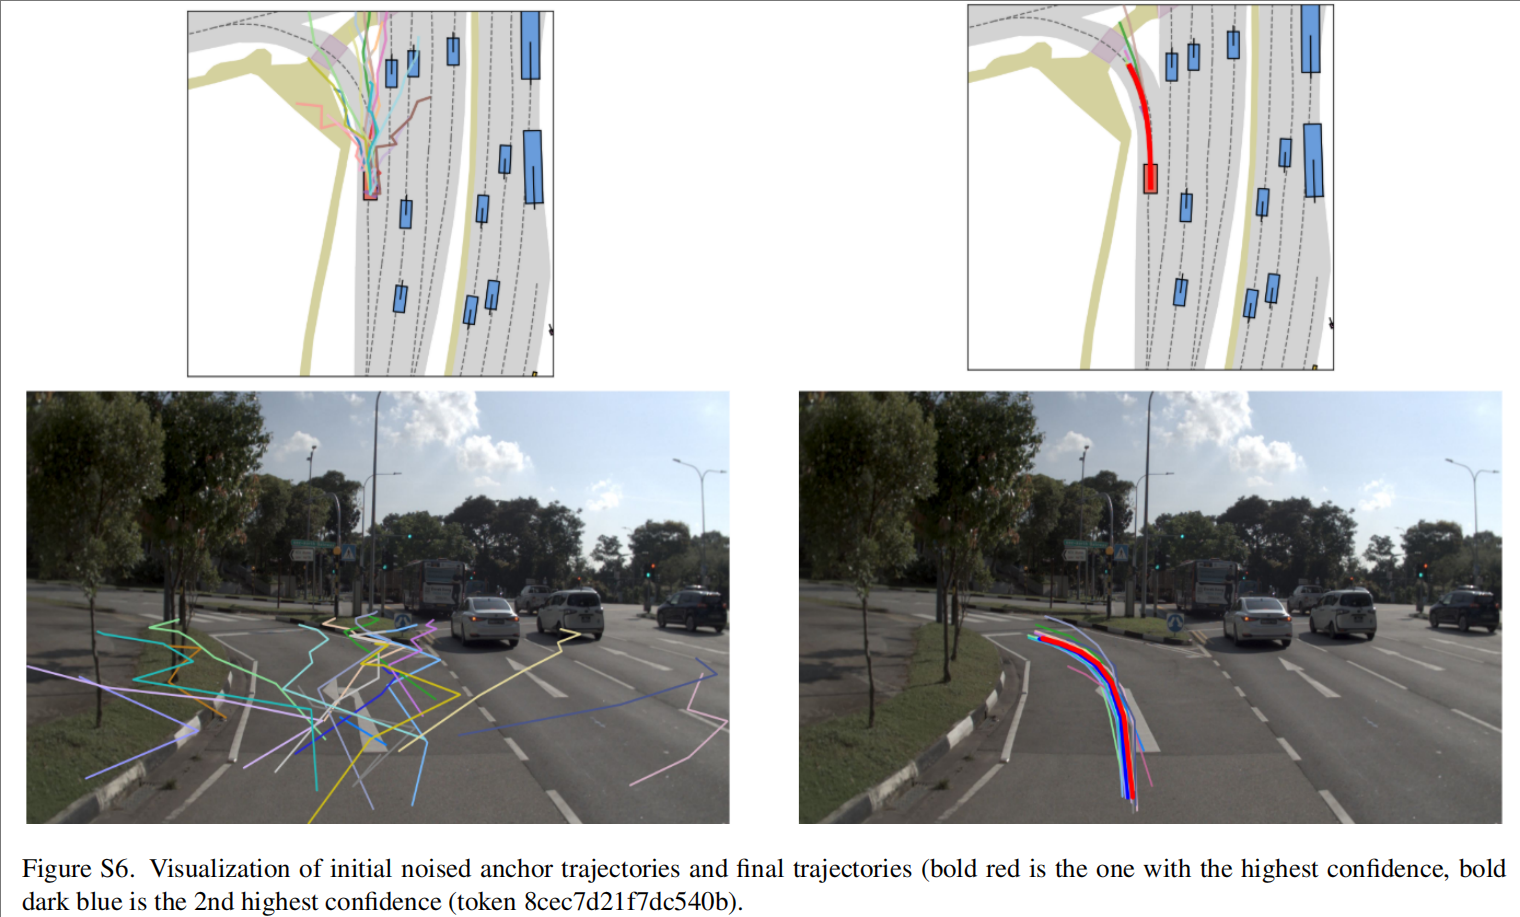 Figure S6. Visualization of initial noised anchor trajectories and final trajectories (bold red is the one with the highest confidence, bold
dark blue is the 2nd highest confidence (token 8cec7d21f7dc540b).